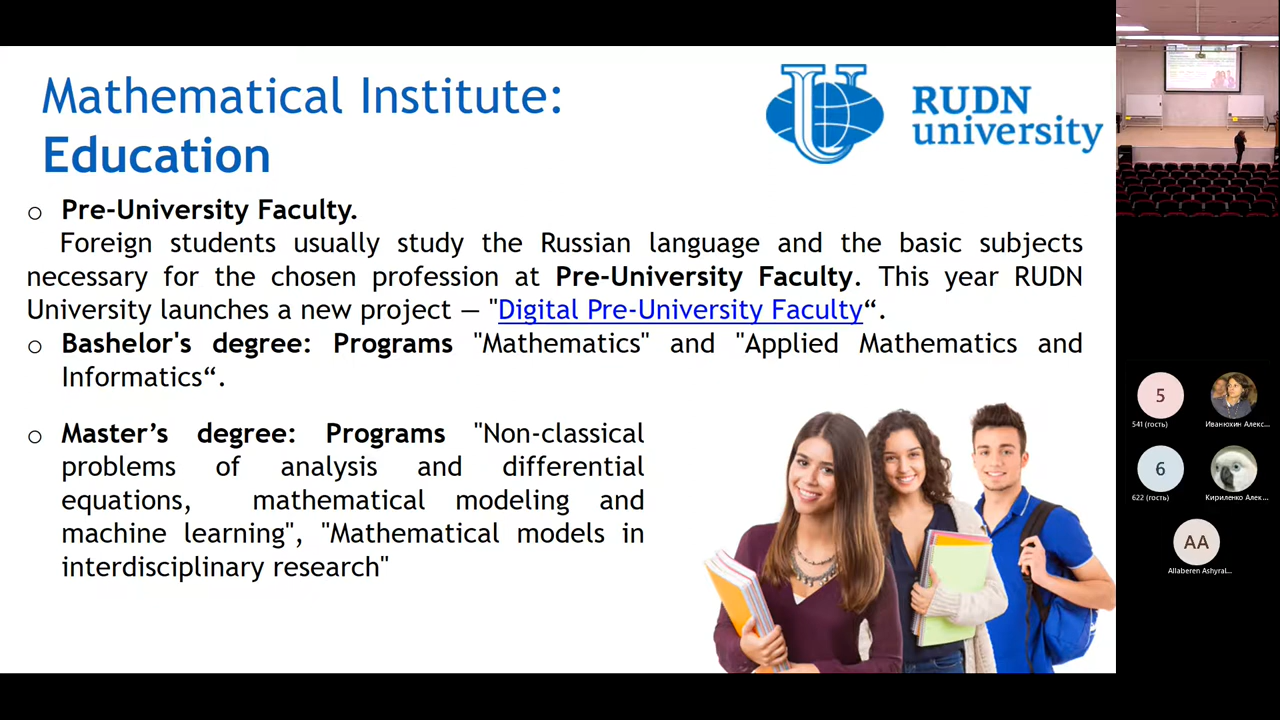 Mathematical Institute:
Education
RUDN
university
o Pre-University Faculty.
Foreign students usually study the Russian language and the basic subjects
necessary for the chosen profession at Pre-University Faculty. This year RUDN
University launches a new project — "Digital Pre-University Faculty“.
o Bashelor's degree: Programs "Mathematics" and "Applied Mathematics and
Informatics“.
o Master’s degree: Programs "Non-classical
problems of analysis and differential
equations, mathematical modeling and
machine learning", "Mathematical models in
interdisciplinary research"
5
541 (гость)
Иванюхин Алекс...
6
622 (гость)
Кириленко Алек...
AA
Allaberen Ashyral...